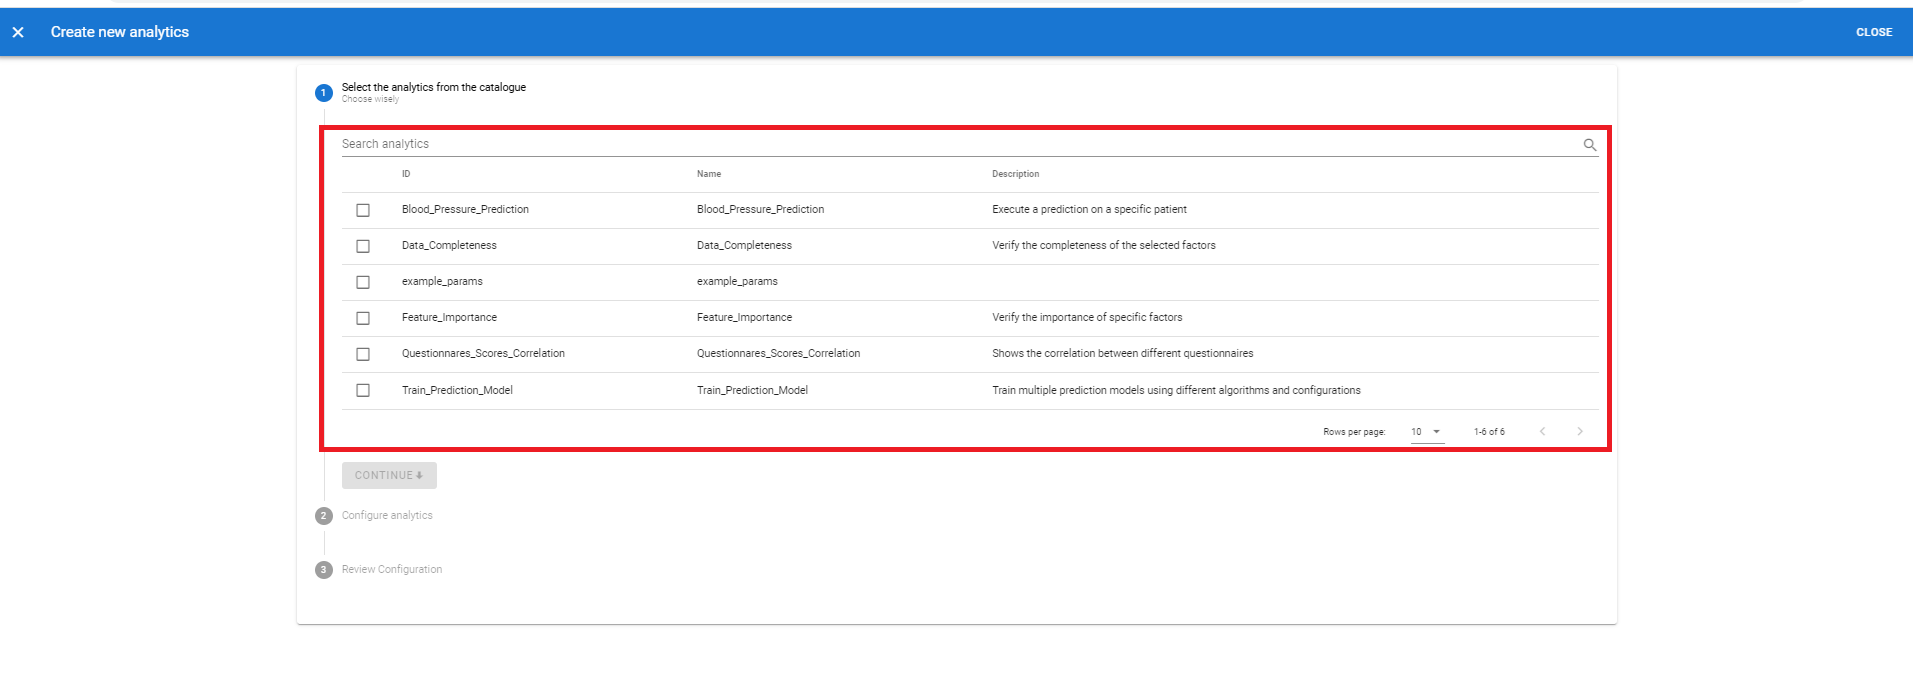 Create new analytics CLOSE
1 Select the analytics from the catalogue
Choose wisely
Search analytics
ID Name Description
Blood_Pressure_Prediction Blood_Pressure_Prediction Execute a prediction on a specific patient
Data_Completeness Data_Completeness Verify the completeness of the selected factors
example_params example_params
Feature_Importance Feature_Importance Verify the importance of specific factors
Questionnares_Scores_Correlation Questionnares_Scores_Correlation Shows the correlation between different questionnaires
Train_Prediction_Model Train_Prediction_Model Train multiple prediction models using different algorithms and configurations
Rows per page: 10 1-6 of 6
CONTINUE
2 Configure analytics
3 Review Configuration